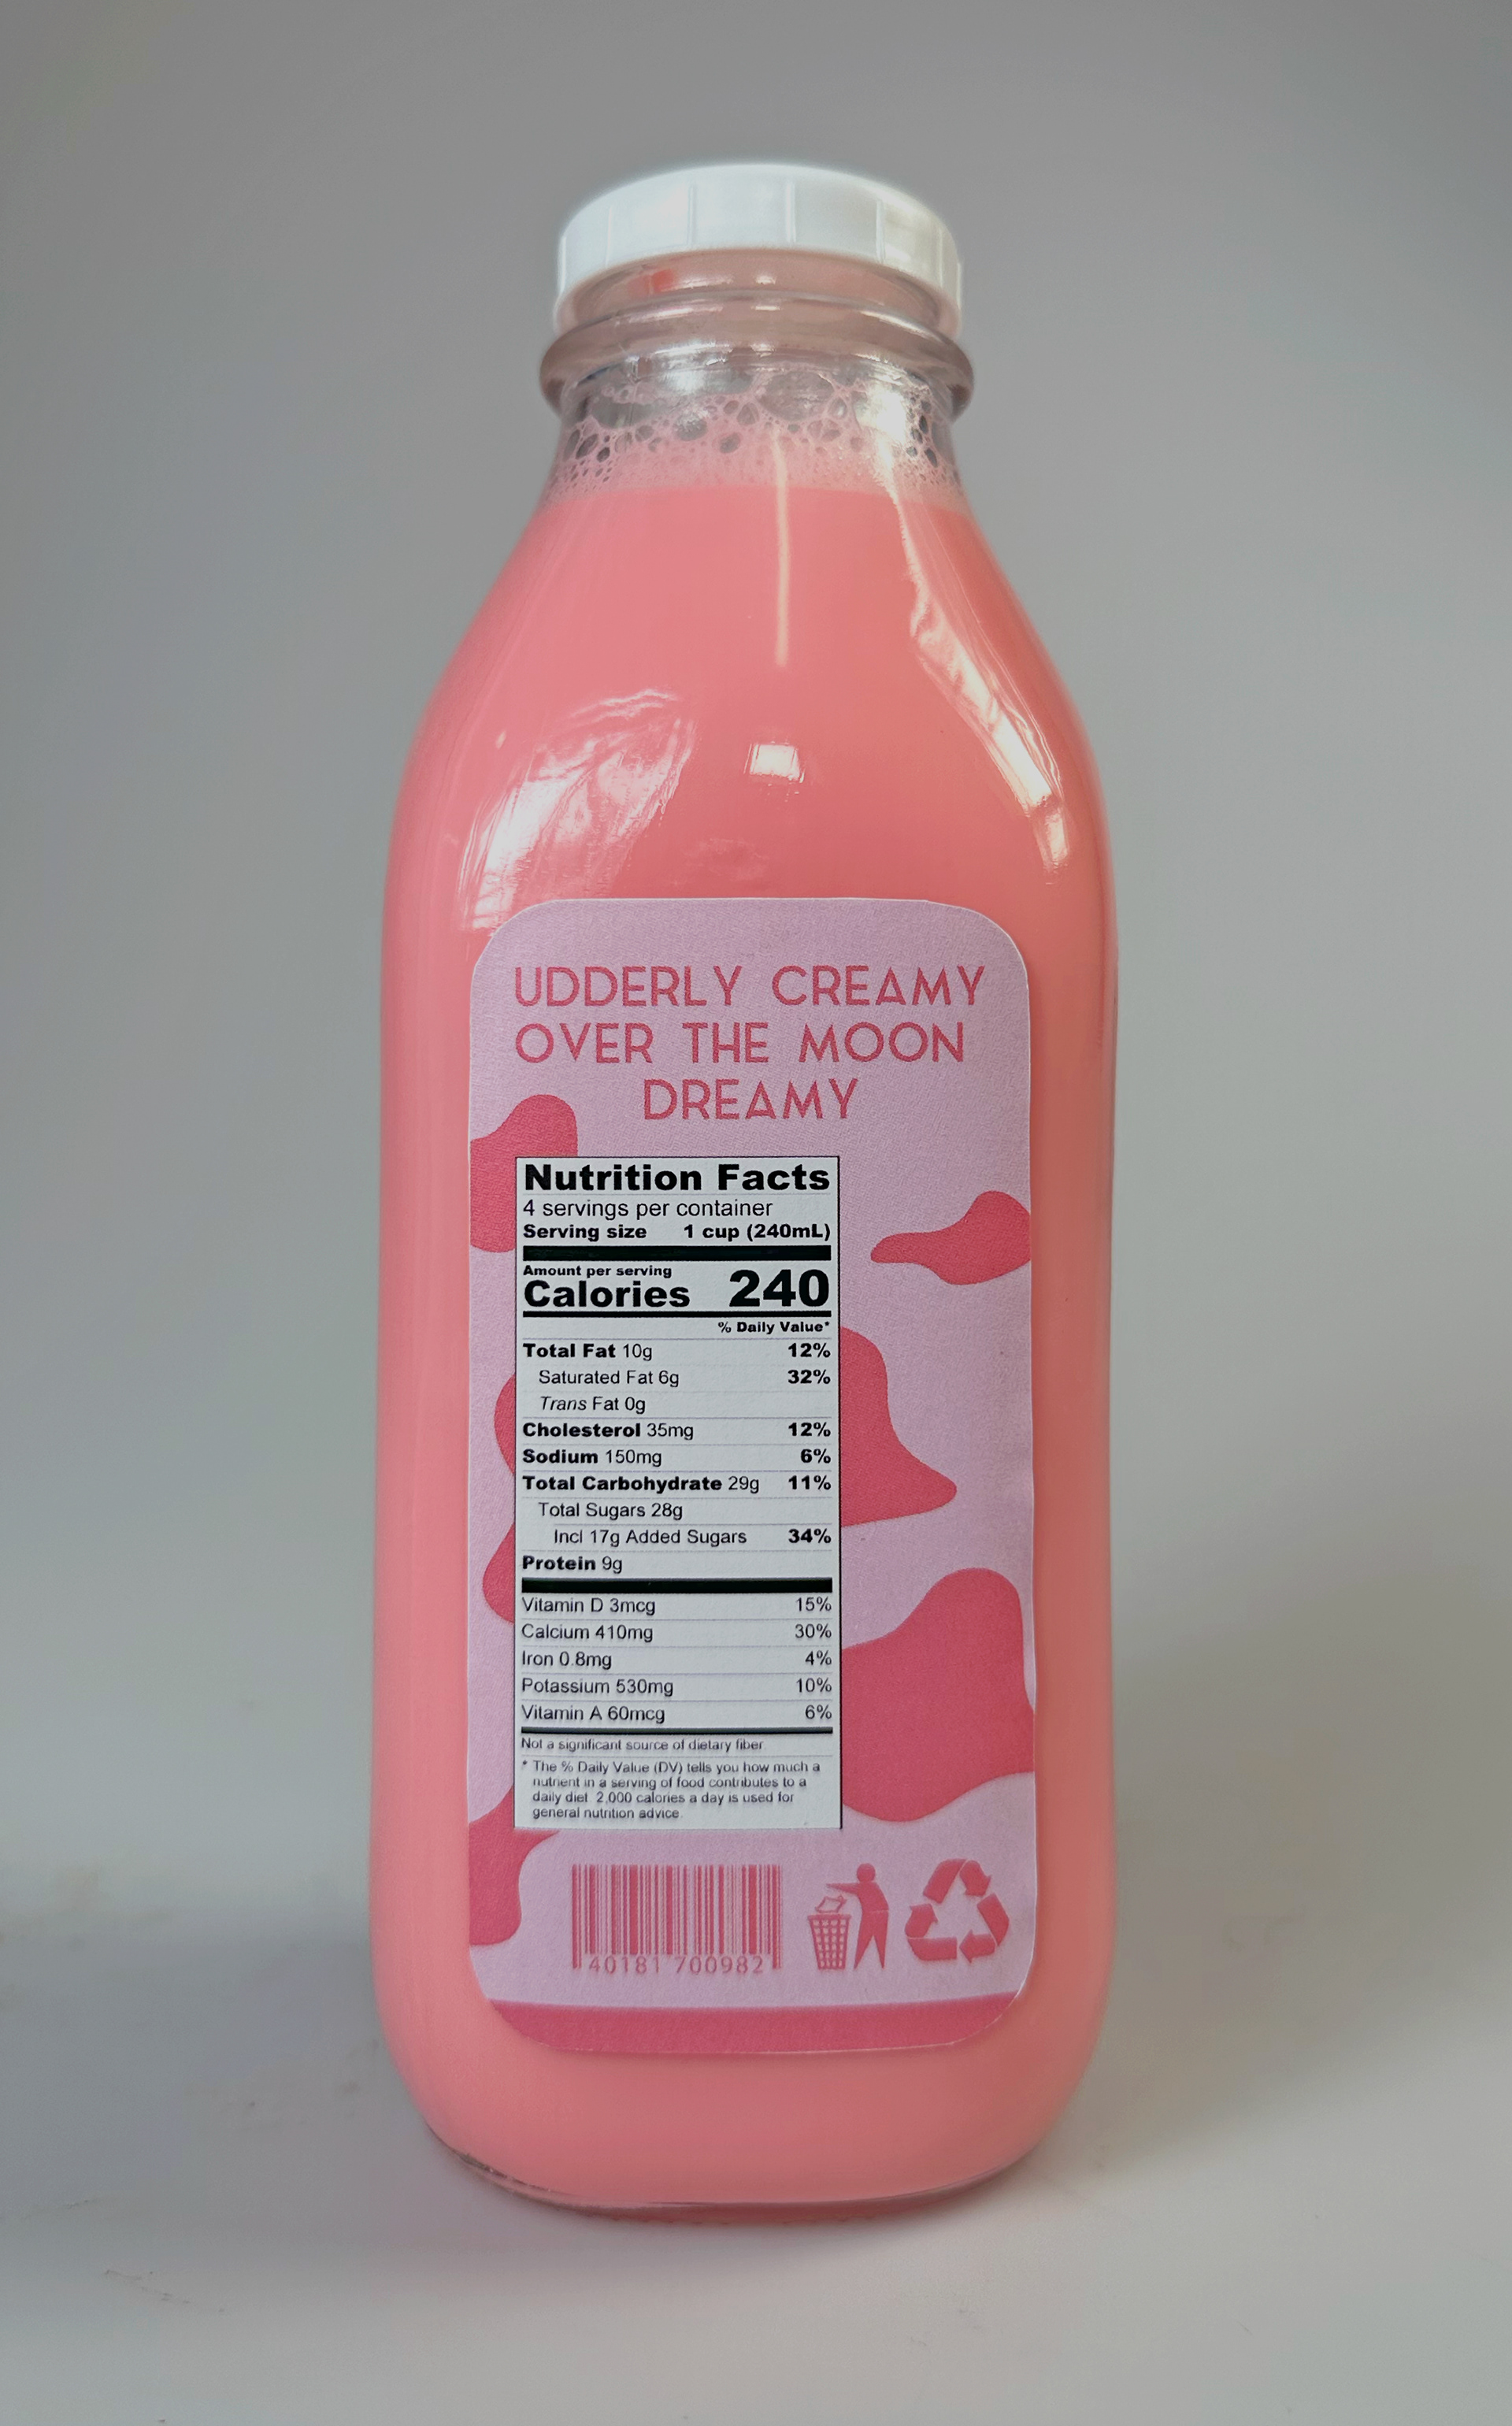 UDDERLY CREAMY
OVER THE MOON
DREAMY
Nutrition Facts
4 servings per container
Serving size 1 cup (240mL)
Amount per serving
Calories 240
% Daily Value*
Total Fat 10g 12%
Saturated Fat 6g 32%
Trans Fat 0g
Cholesterol 35mg 12%
Sodium 150mg 6%
Total Carbohydrate 29g 11%
Total Sugars 28g
Incl 17g Added Sugars 34%
Protein 9g
Vitamin D 3mcg 15%
Calcium 410mg 30%
Iron 0.8mg 4%
Potassium 530mg 10%
Vitamin A 60mcg 6%
Not a significant source of dietary fiber
* The % Daily Value (DV) tells you how much a
nutrient in a serving of food contributes to a
daily diet. 2,000 calories a day is used for
general nutrition advice.
40181 700982